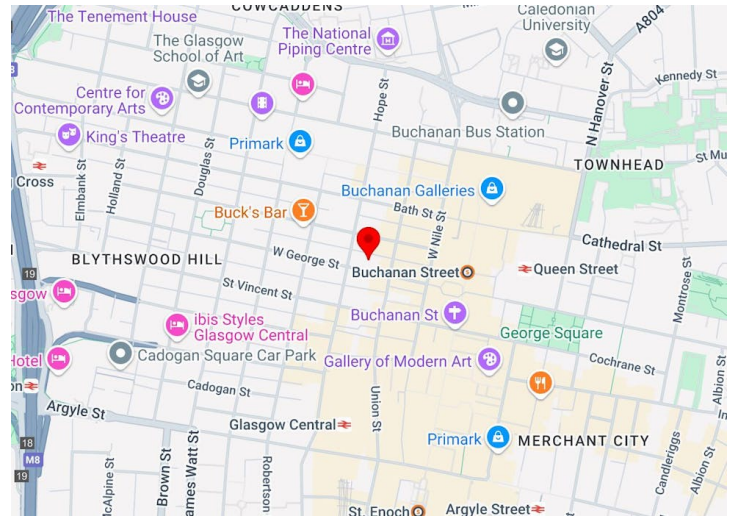 COWCADDENS
Caledonian
University
The Tenement House
A804
The National
Piping Centre
The Glasgow
School of Art
M8
Kennedy St
N Hanover St
Hope St
Centre for
Contemporary Arts
Buchanan Bus Station
King's Theatre
Primark
TOWNHEAD
St Mu
Cross
Elmbank St
Holland St
Douglas St
Buchanan Galleries
Buck's Bar
Bath St
W Nile St
Cathedral St
W George St
BLYTHSWOOD HILL
19
Buchanan Street
Queen Street
Montrose St
St Vincent St
sgow
ibis Styles
Glasgow Central
Buchanan St
George Square
Hotel
Cadogan Square Car Park
Gallery of Modern Art
Cochrane St
Albion St
on
Cadogan St
Union St
In
Argyle St
Glasgow Central
Primark
MERCHANT CITY
18
M8
19
McAlpine St
Brown St
James Watt St
Robertson
Candleriggs
Albion St
St. Enoch
Argyle Street